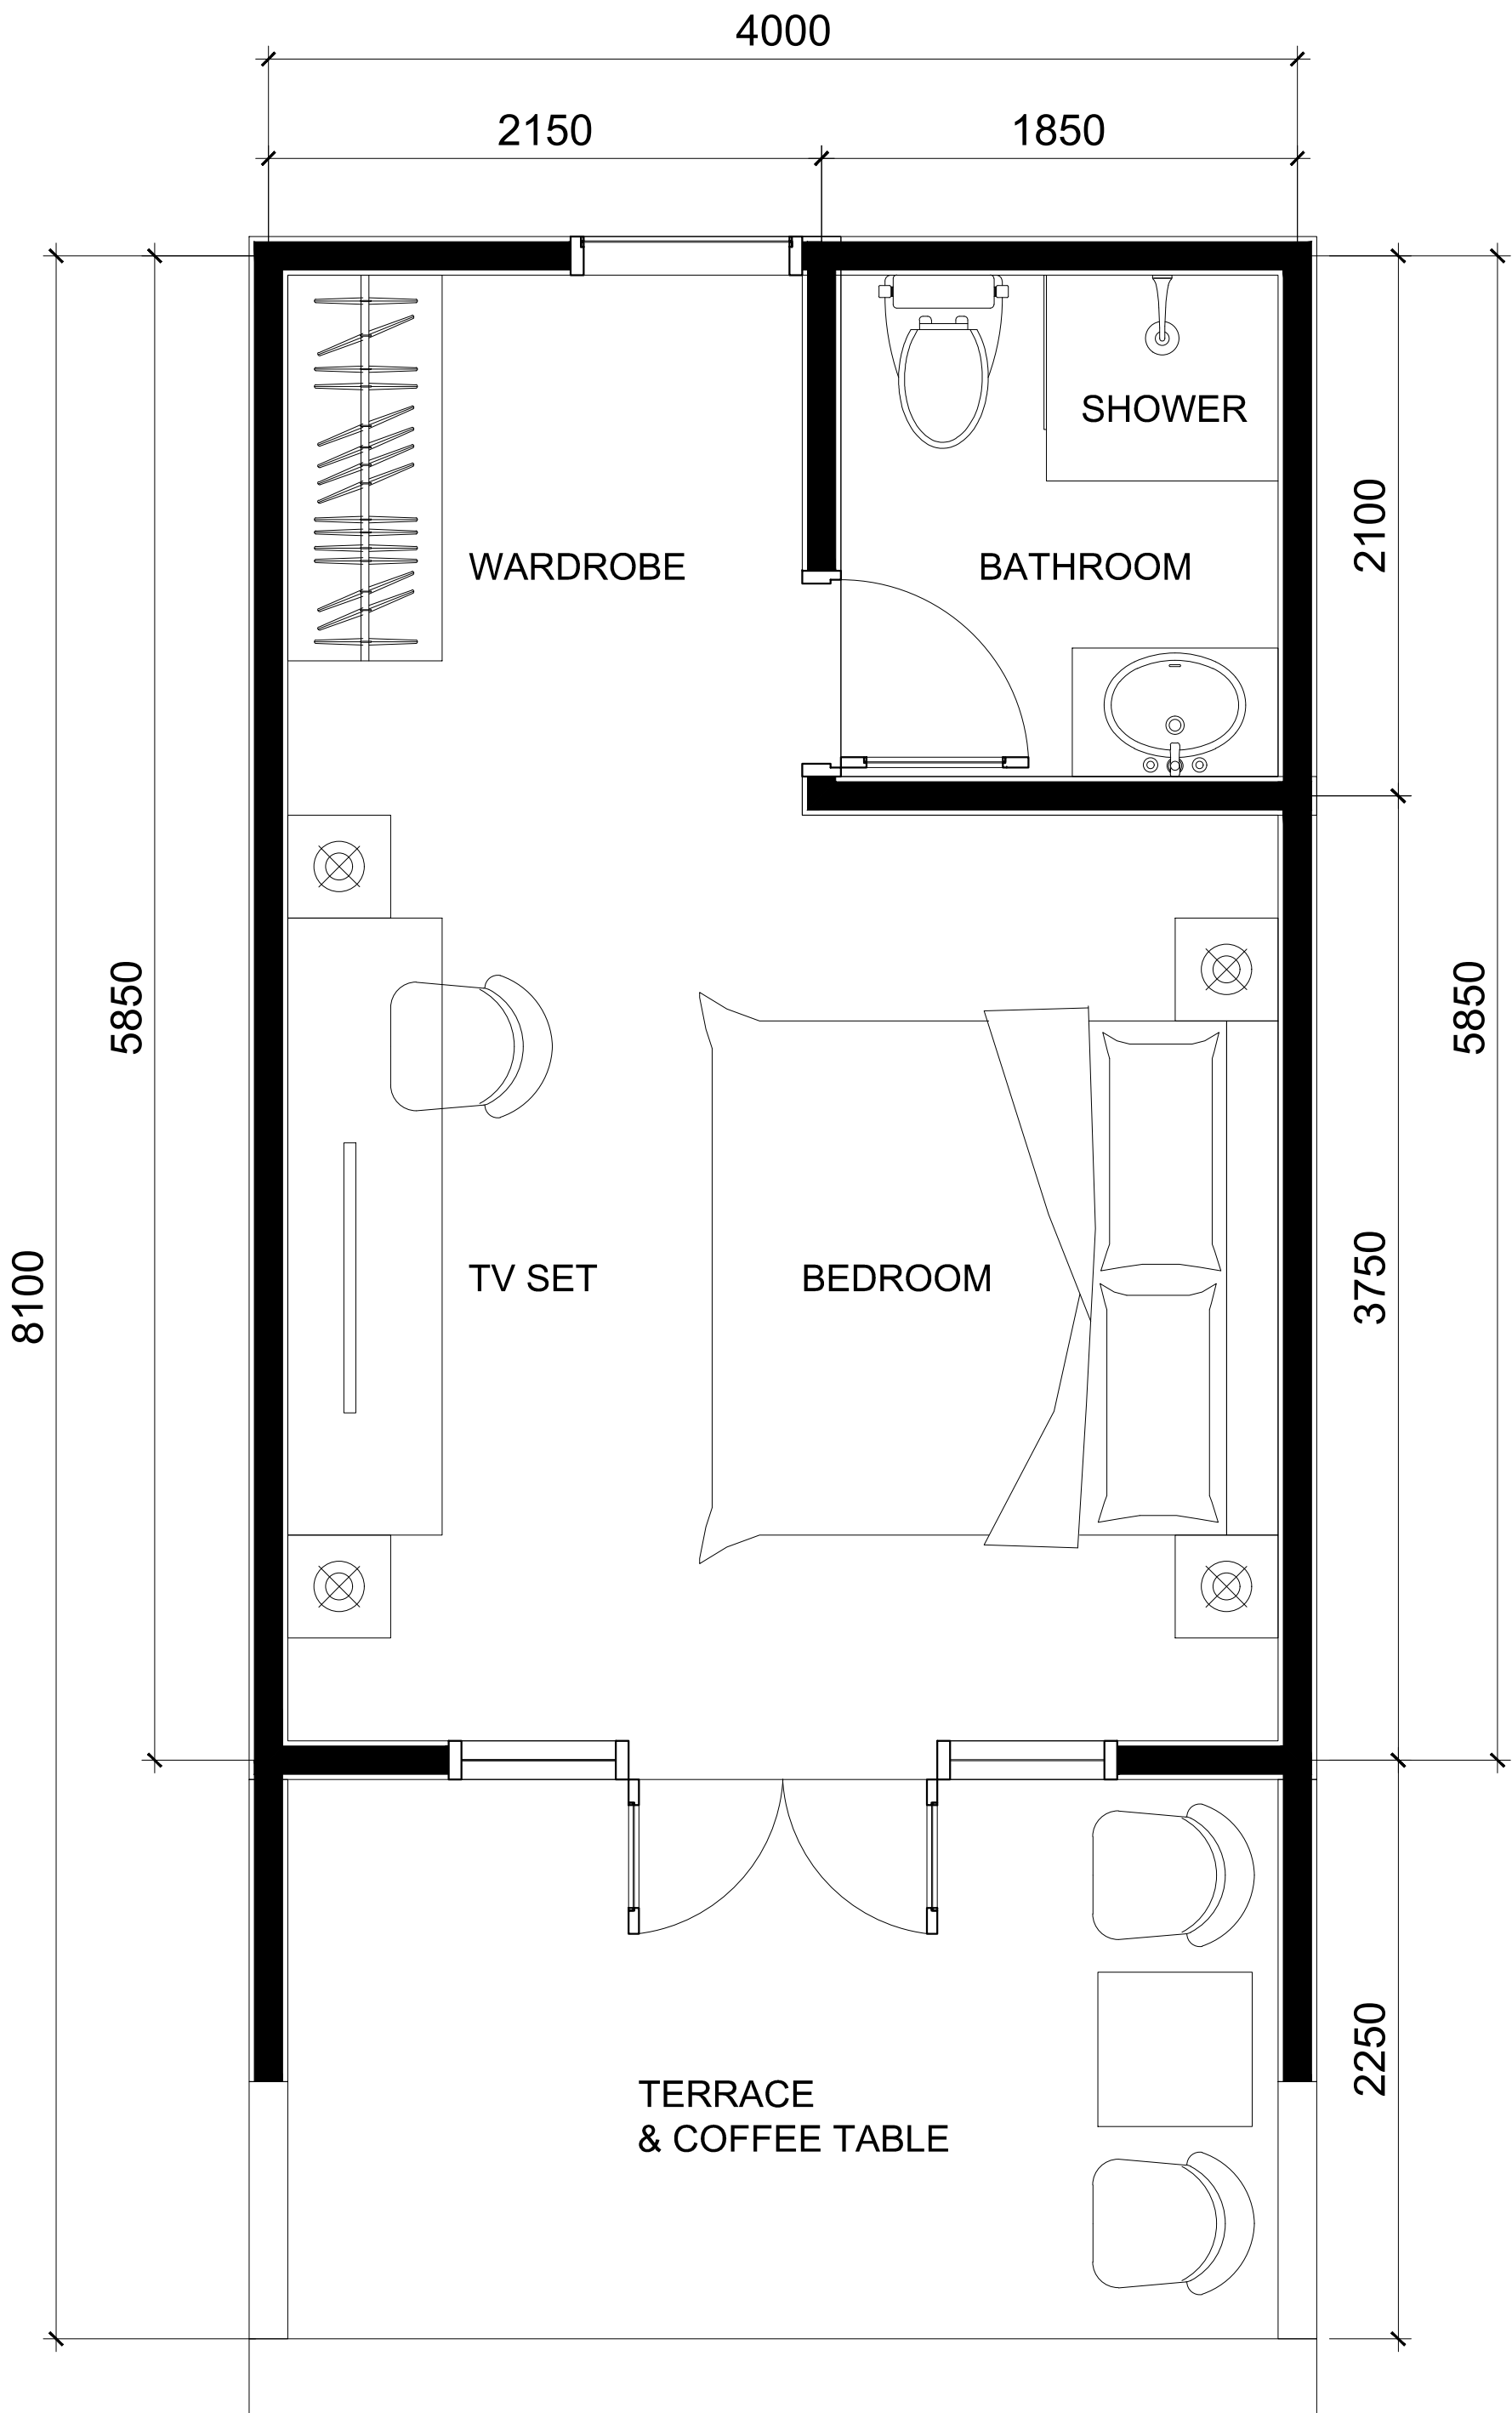 4000
2150
1850
SHOWER
2100
WARDROBE
BATHROOM
5850
5850
8100
TV SET
BEDROOM
3750
2250
TERRACE
& COFFEE TABLE